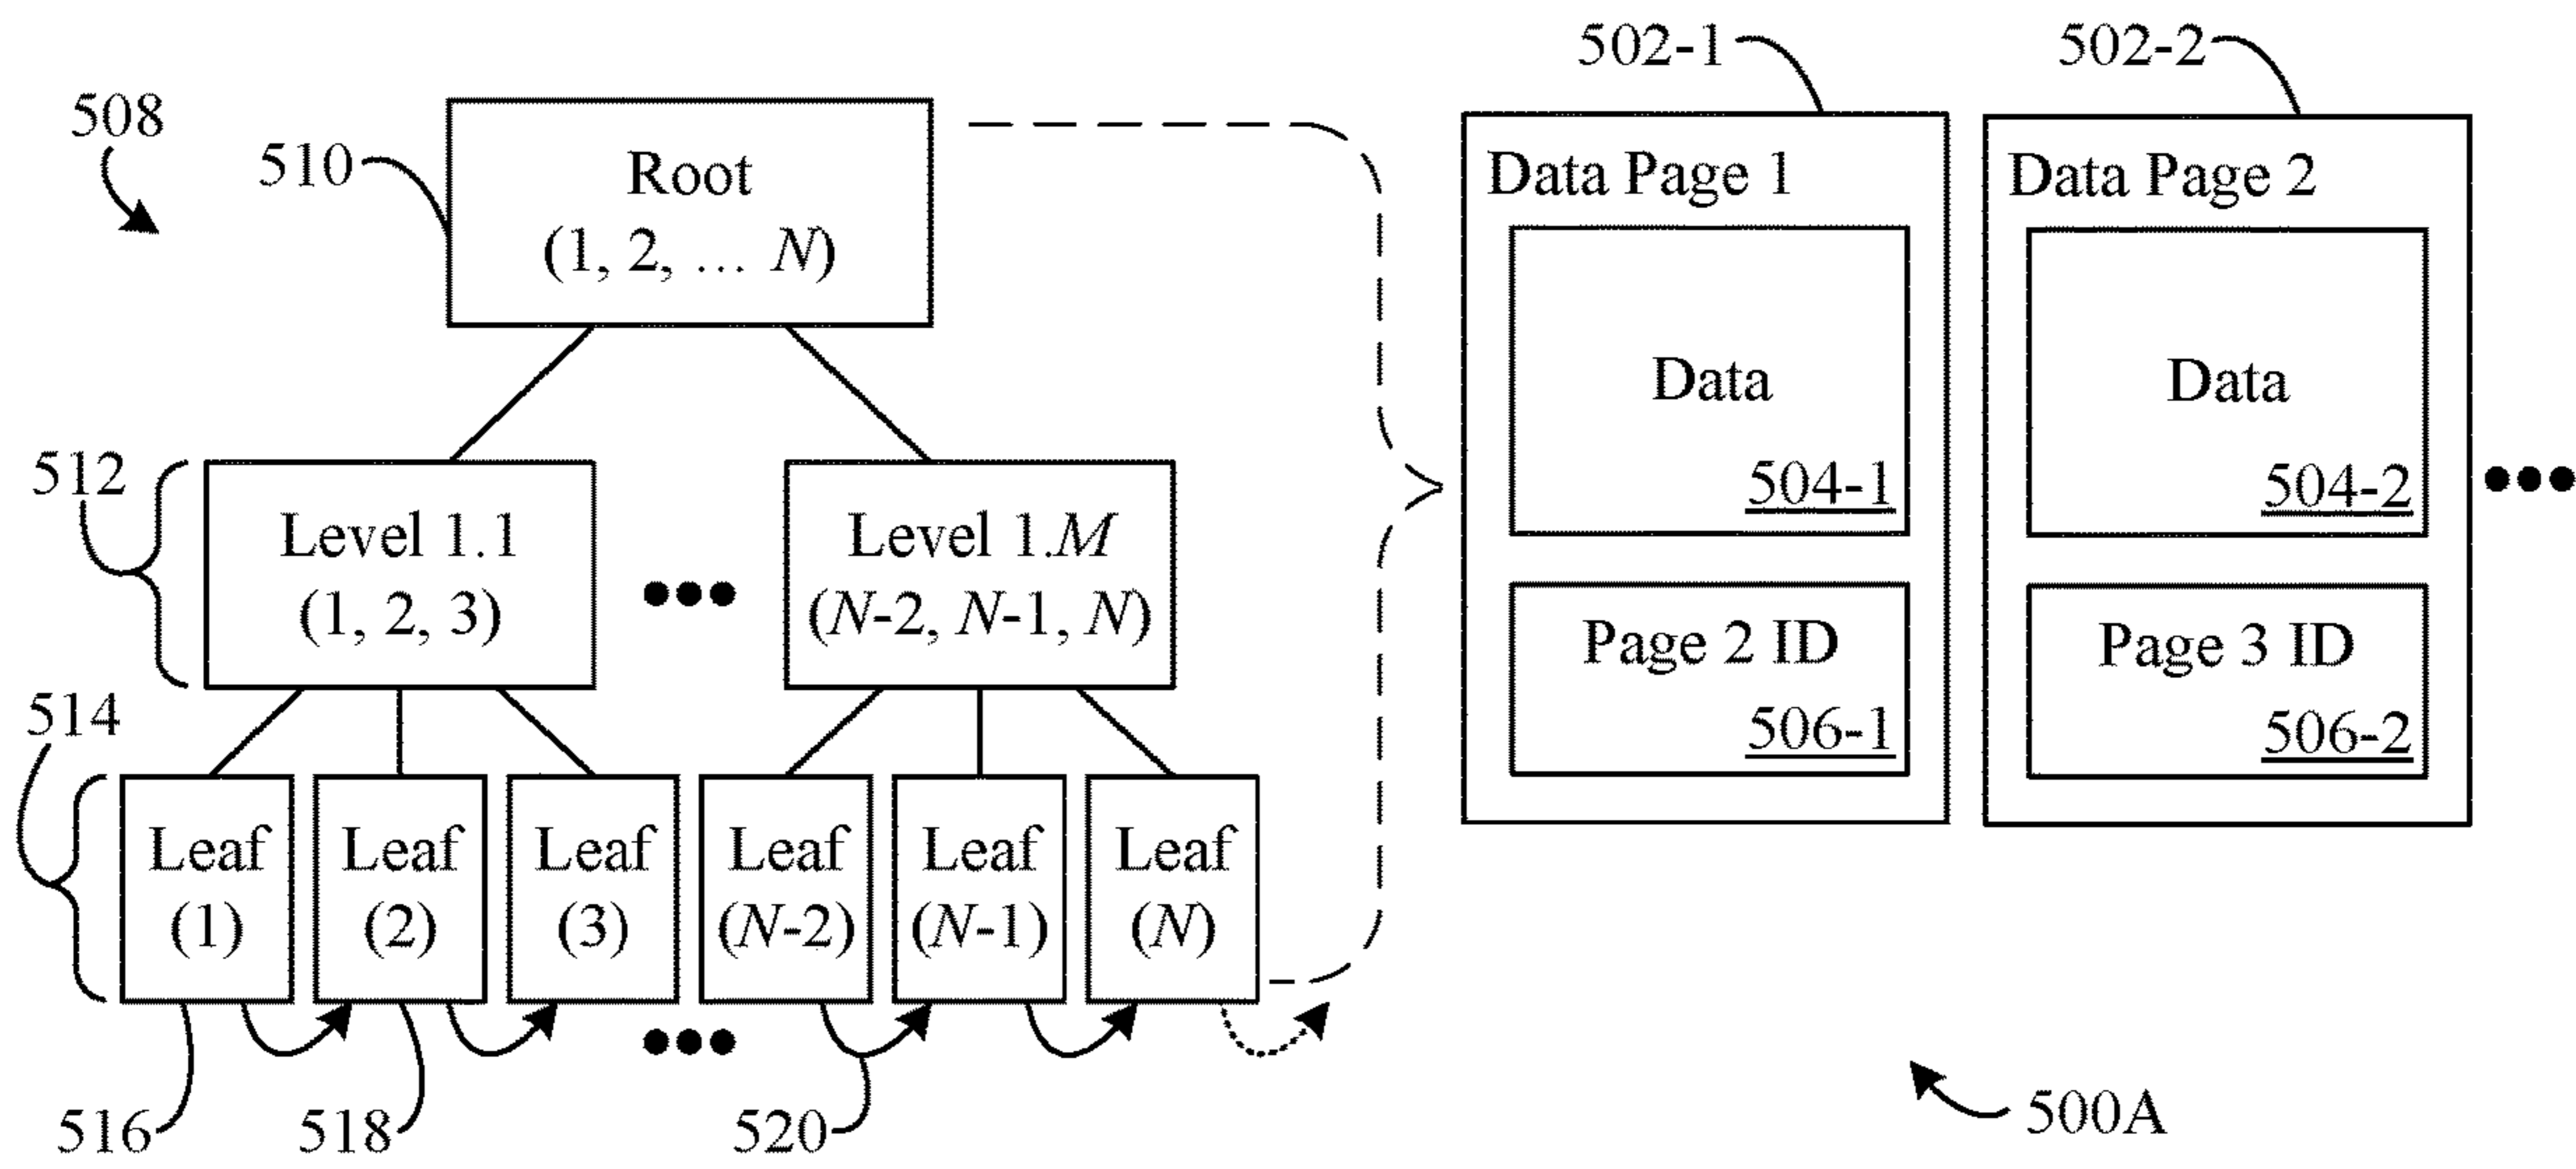 502-1
502-2
508
510
Root
(1, 2, … N)
Data Page 1
Data
504-1
Page 2 ID
506-1
Data Page 2
Data
504-2
Page 3 ID
506-2
512
Level 1.1
(1, 2, 3)
Level 1.M
(N-2, N-1, N)
514
Leaf
(1)
Leaf
(2)
Leaf
(3)
Leaf
(N-2)
Leaf
(N-1)
Leaf
(N)
516
518
520
500A